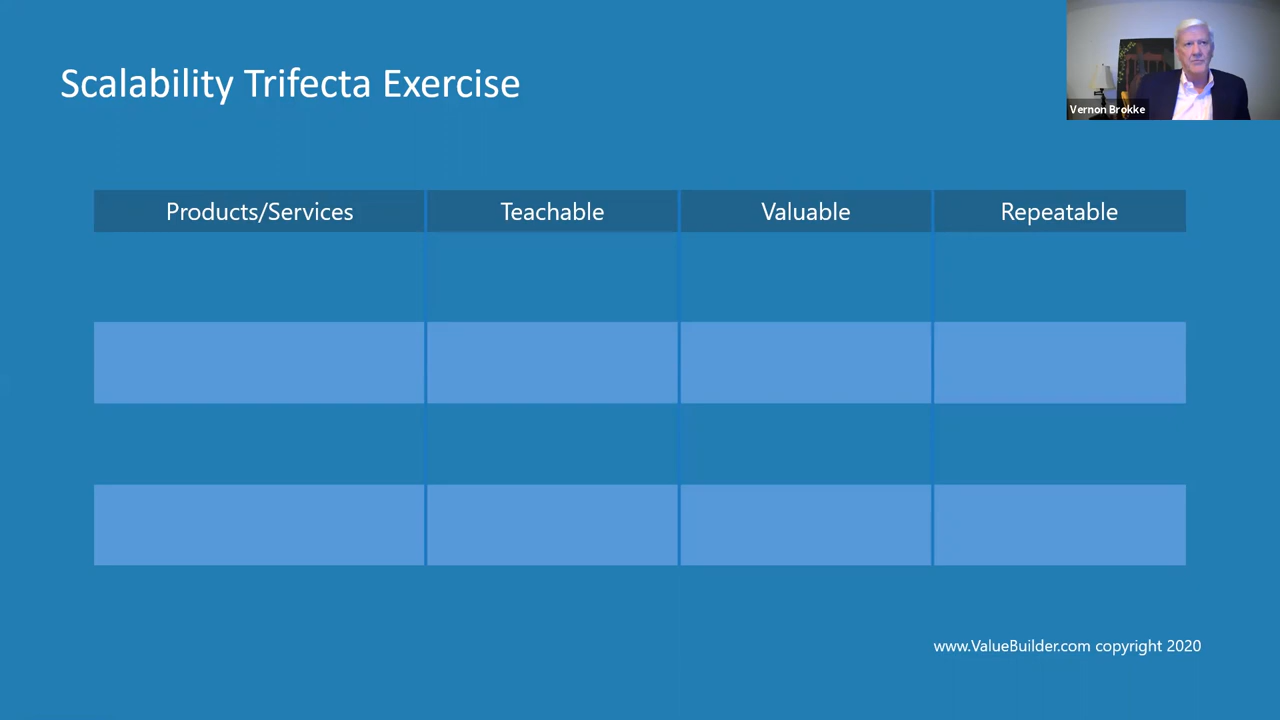 Scalability Trifecta Exercise
Vernon Brokke
Products/Services Teachable Valuable Repeatable
www.ValueBuilder.com copyright 2020